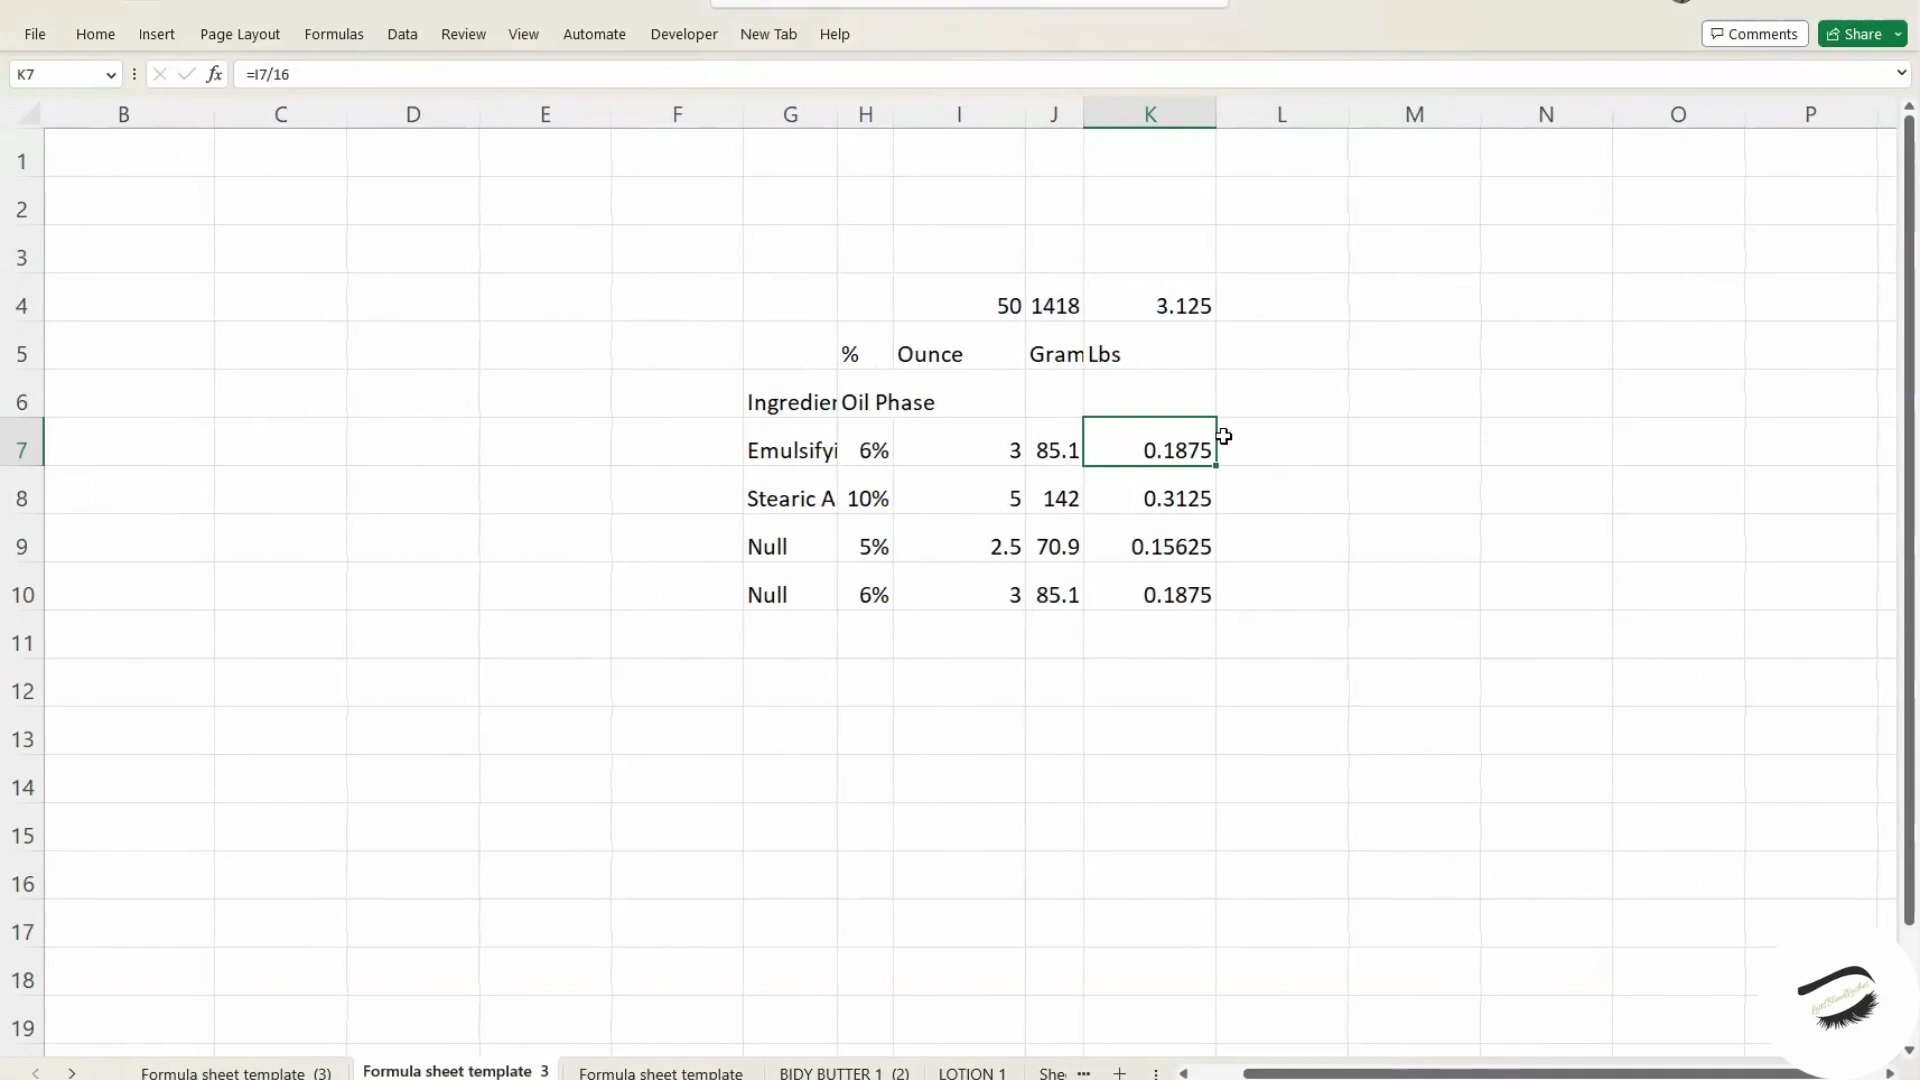 File Home Insert Page Layout Formulas Data Review View Automate Developer New Tab Help Comments Share
K7 fx =I7/16
B C D E F G H I J K L M N O P
1
2
3
4 50 1418 3.125
5 % Ounce Gram Lbs
6 Ingredier Oil Phase
7 Emulsifyi 6% 3 85.1 0.1875
8 Stearic A 10% 5 142 0.3125
9 Null 5% 2.5 70.9 0.15625
10 Null 6% 3 85.1 0.1875
11
12
13
14
15
16
17
18
19
Formula sheet template (3) Formula sheet template 3 Formula sheet template BIDY BUTTER 1 (2) LOTION 1 She ...